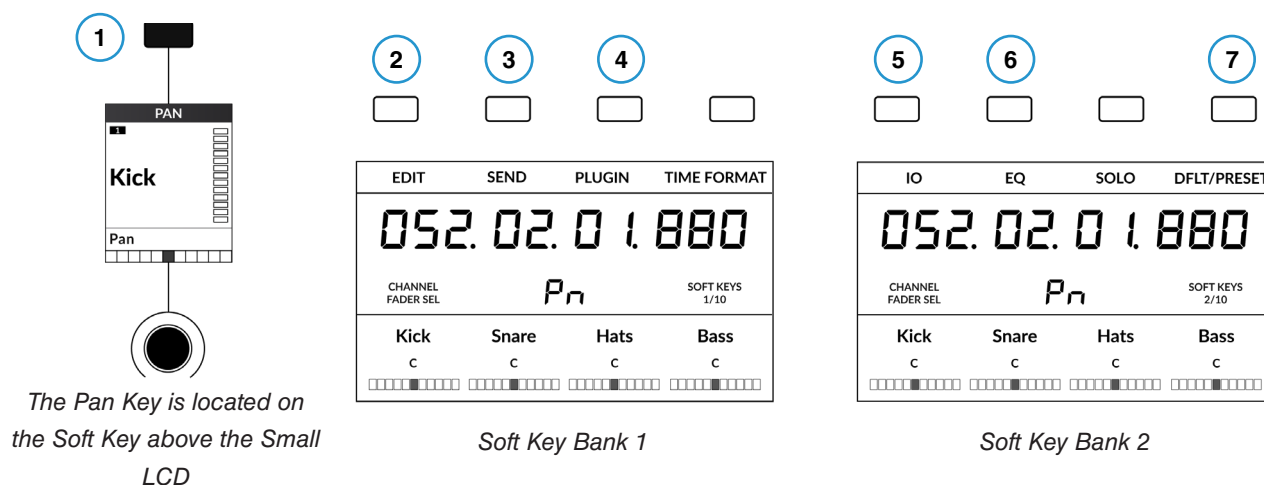 1
PAN
1
Kick
Pan
The Pan Key is located on
the Soft Key above the Small
LCD
2 3 4
EDIT SEND PLUGIN TIME FORMAT
052. 02. 01. 880
CHANNEL
FADER SEL
Pn
SOFT KEYS
1/10
Kick Snare Hats Bass
C C C C
Soft Key Bank 1
5 6 7
IO EQ SOLO DFLT/PRESET
052. 02. 01. 880
CHANNEL
FADER SEL
Pn
SOFT KEYS
2/10
Kick Snare Hats Bass
C C C C
Soft Key Bank 2